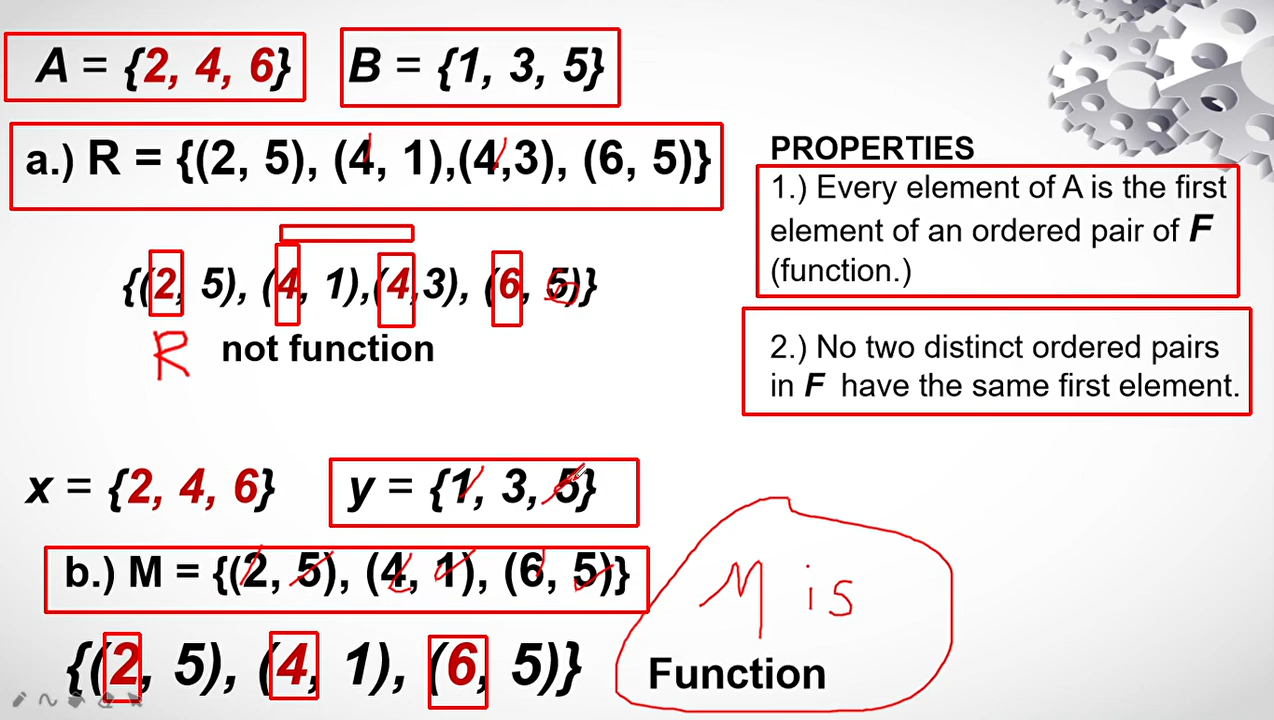 A = {2, 4, 6}
B = {1, 3, 5}
a.) R = {(2, 5), (4, 1),(4,3), (6, 5)}
{(2, 5), (4, 1),(4,3), (6, 5)}
R not function
PROPERTIES
1.) Every element of A is the first
element of an ordered pair of F
(function.)
2.) No two distinct ordered pairs
in F have the same first element.
x = {2, 4, 6}
y = {1, 3, 5}
b.) M = {(2, 5), (4, 1), (6, 5)}
{(2, 5), (4, 1), (6, 5)}
M is
Function